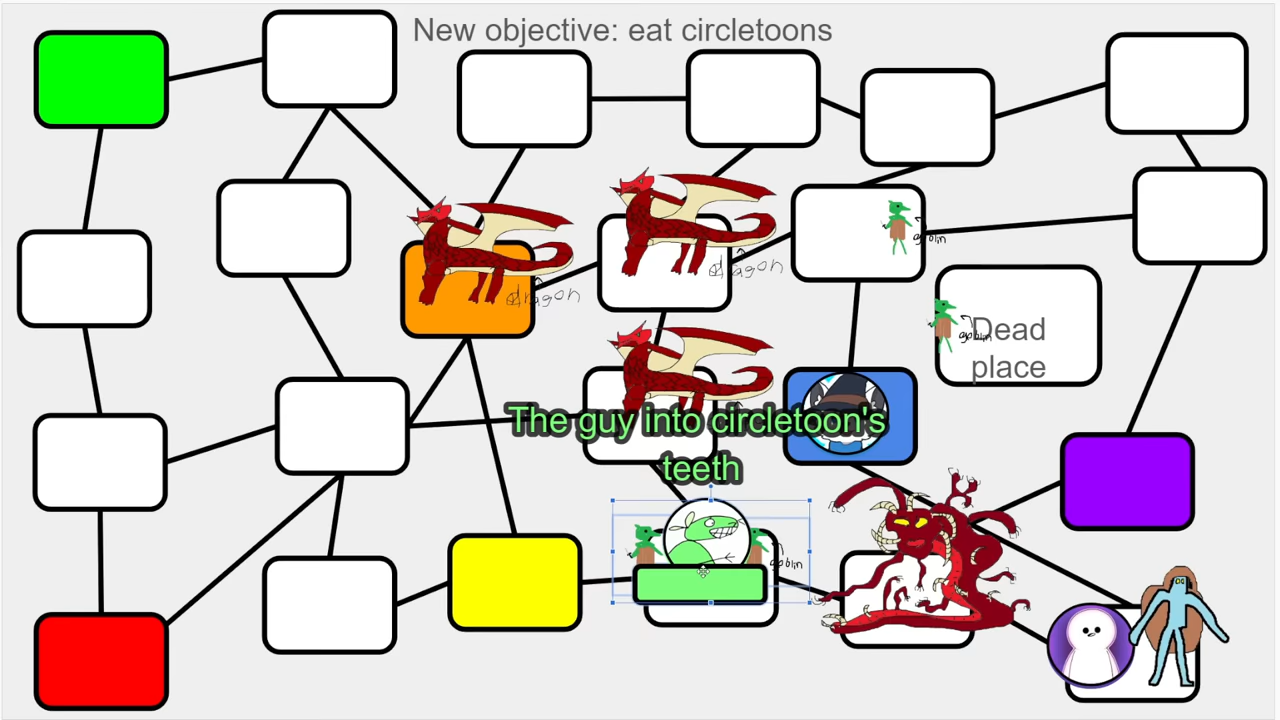 New objective: eat circletoons
dragon
dragon
goblin
goblin
Dead
place
The guy into circletoon's
teeth
goblin